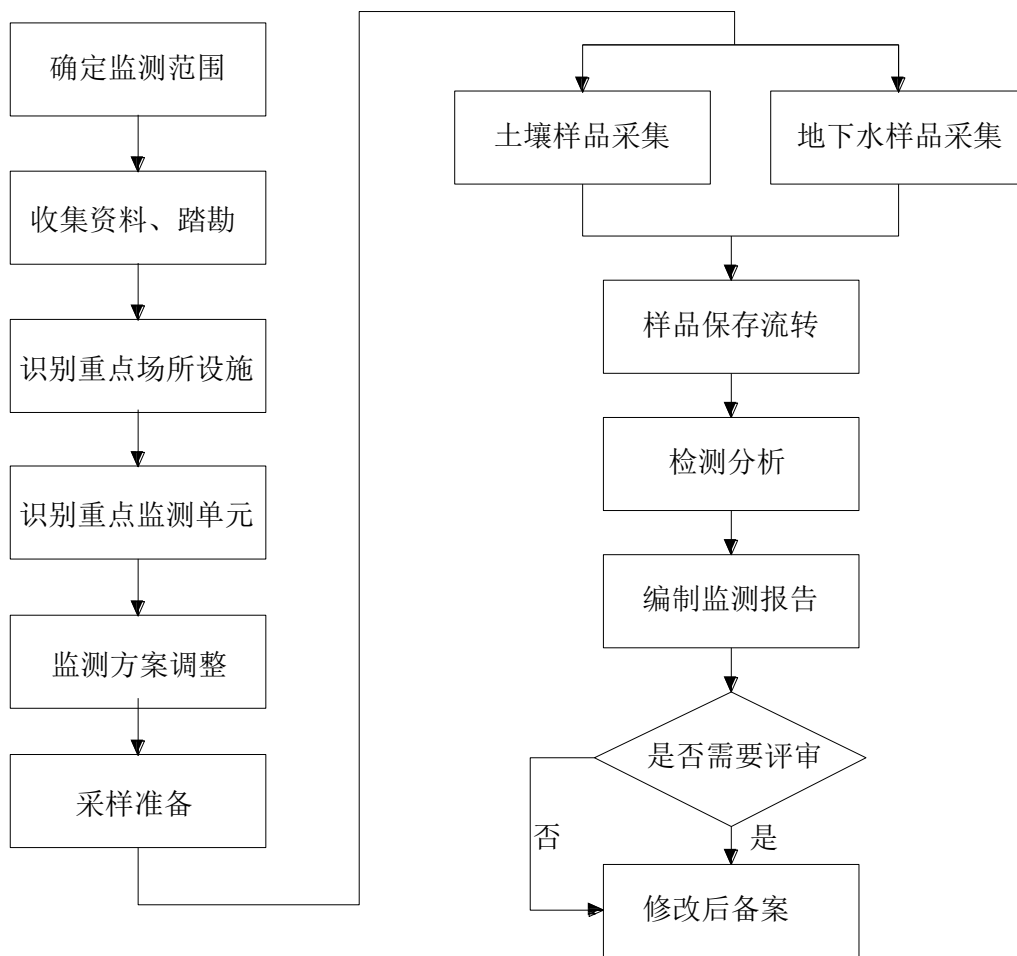 确定监测范围
收集资料、踏勘
识别重点场所设施
识别重点监测单元
监测方案调整
采样准备
土壤样品采集
地下水样品采集
样品保存流转
检测分析
编制监测报告
是否需要评审
否
是
修改后备案